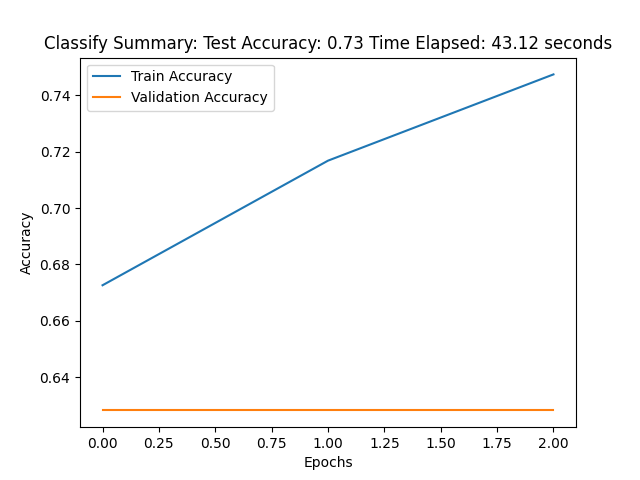 Classify Summary: Test Accuracy: 0.73 Time Elapsed: 43.12 seconds
Train Accuracy
Validation Accuracy
0.74
0.72
0.70
0.68
0.66
0.64
Accuracy
0.00 0.25 0.50 0.75 1.00 1.25 1.50 1.75 2.00
Epochs